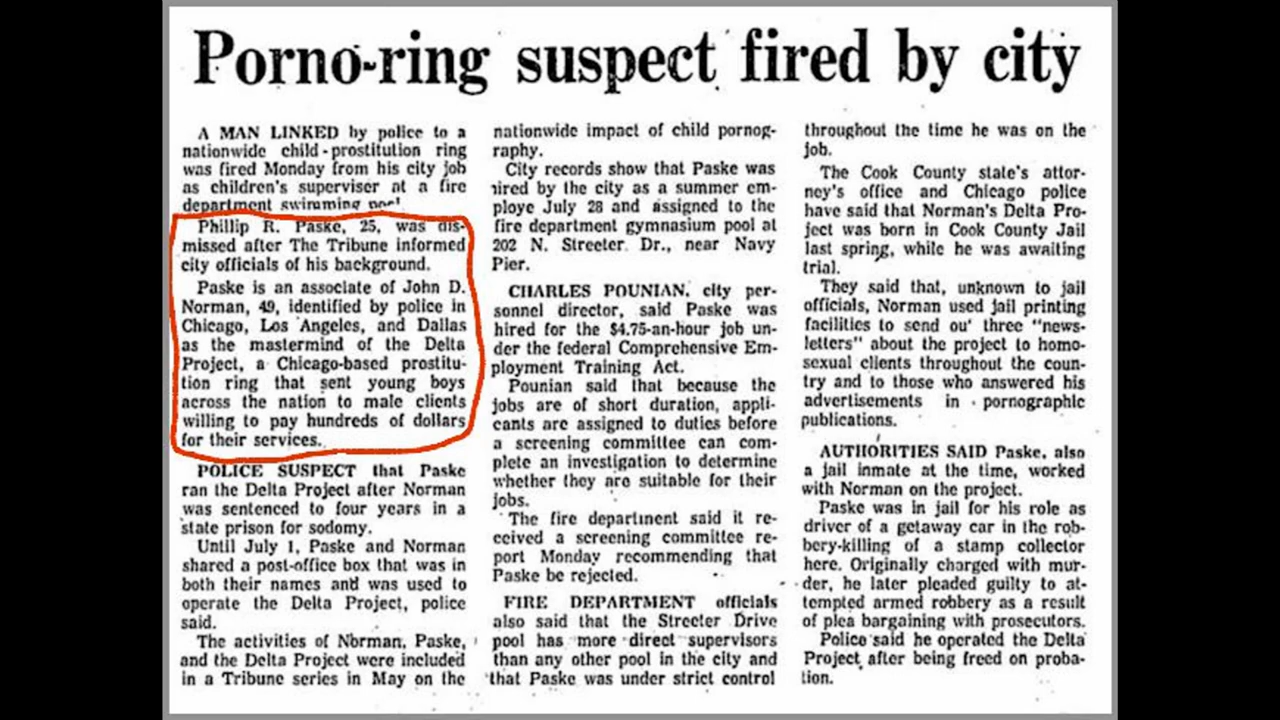 Porno-ring suspect fired by city
A MAN LINKED by police to a
nationwide child-prostitution ring
was fired Monday from his city job
as children's supervisor at a fire
department swimming pool.
Phillip R. Paske, 25, was dis-
missed after The Tribune informed
city officials of his background.
Paske is an associate of John D.
Norman, 49, identified by police in
Chicago, Los Angeles, and Dallas
as the mastermind of the Delta
Project, a Chicago-based prostitu-
tion ring that sent young boys
across the nation to male clients
willing to pay hundreds of dollars
for their services.
POLICE SUSPECT that Paske
ran the Delta Project after Norman
was sentenced to four years in a
state prison for sodomy.
Until July 1, Paske and Norman
shared a post-office box that was in
both their names and was used to
operate the Delta Project, police
said.
The activities of Norman, Paske,
and the Delta Project were included
in a Tribune series in May on the
nationwide impact of child pornog-
raphy.
City records show that Paske was
hired by the city as a summer em-
ploye July 28 and assigned to the
fire department gymnasium pool at
202 N. Streeter Dr., near Navy
Pier.
CHARLES POUNIAN, city per-
sonnel director, said Paske was
hired for the $4.75-an-hour job un-
der the federal Comprehensive Em-
ployment Training Act.
Pounian said that because the
jobs are of short duration, appli-
cants are assigned to duties before
a screening committee can com-
plete an investigation to determine
whether they are suitable for their
jobs.
The fire department said it re-
ceived a screening committee re-
port Monday recommending that
Paske be rejected.
FIRE DEPARTMENT officials
also said that the Streeter Drive
pool has more direct supervisors
than any other pool in the city and
that Paske was under strict control
throughout the time he was on the
job.
The Cook County state's attor-
ney's office and Chicago police
have said that Norman's Delta Pro-
ject was born in Cook County Jail
last spring, while he was awaiting
trial.
They said that, unknown to jail
officials, Norman used jail printing
facilities to send ou' three "news-
letters" about the project to homo-
sexual clients throughout the coun-
try and to those who answered his
advertisements in pornographic
publications.
AUTHORITIES SAID Paske, also
a jail inmate at the time, worked
with Norman on the project.
Paske was in jail for his role as
driver of a getaway car in the rob-
bery-killing of a stamp collector
here. Originally charged with mur-
der, he later pleaded guilty to at-
tempted armed robbery as a result
of plea bargaining with prosecutors.
Police said he operated the Delta
Project after being freed on proba-
tion.